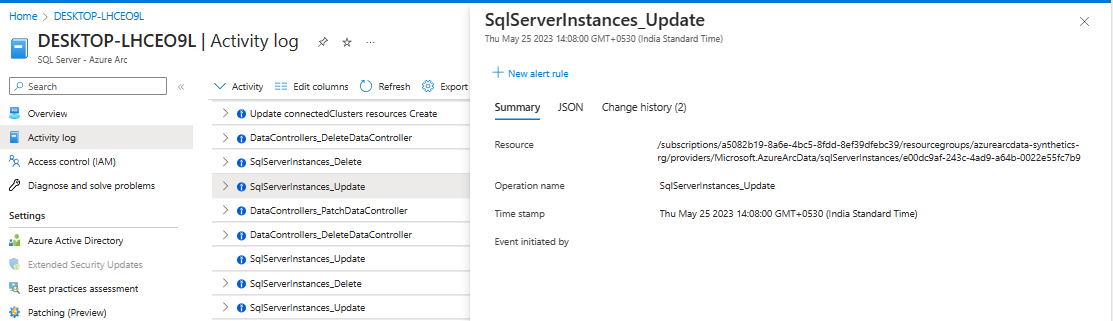 Home > DESKTOP-LHCEO9L
DESKTOP-LHCEO9L | Activity log
SQL Server - Azure Arc
Search
Overview
Activity log
Access control (IAM)
Diagnose and solve problems
Settings
Azure Active Directory
Extended Security Updates
Best practices assessment
Patching (Preview)
Activity Edit columns Refresh Export
Update connectedClusters resources Create
DataControllers_DeleteDataController
SqlServerInstances_Delete
SqlServerInstances_Update
DataControllers_PatchDataController
DataControllers_DeleteDataController
SqlServerInstances_Update
SqlServerInstances_Delete
SqlServerInstances_Update
SqlServerInstances_Update
Thu May 25 2023 14:08:00 GMT+0530 (India Standard Time)
New alert rule
Summary JSON Change history (2)
Resource /subscriptions/a5082b19-8a6e-4bc5-8fdd-8ef39dfebc39/resourcegroups/azurearcdata-synthetics-
rg/providers/Microsoft.AzureArcData/sqlServerInstances/e00dc9af-243c-4ad9-a64b-0022e55fc7b9
Operation name SqlServerInstances_Update
Time stamp Thu May 25 2023 14:08:00 GMT+0530 (India Standard Time)
Event initiated by